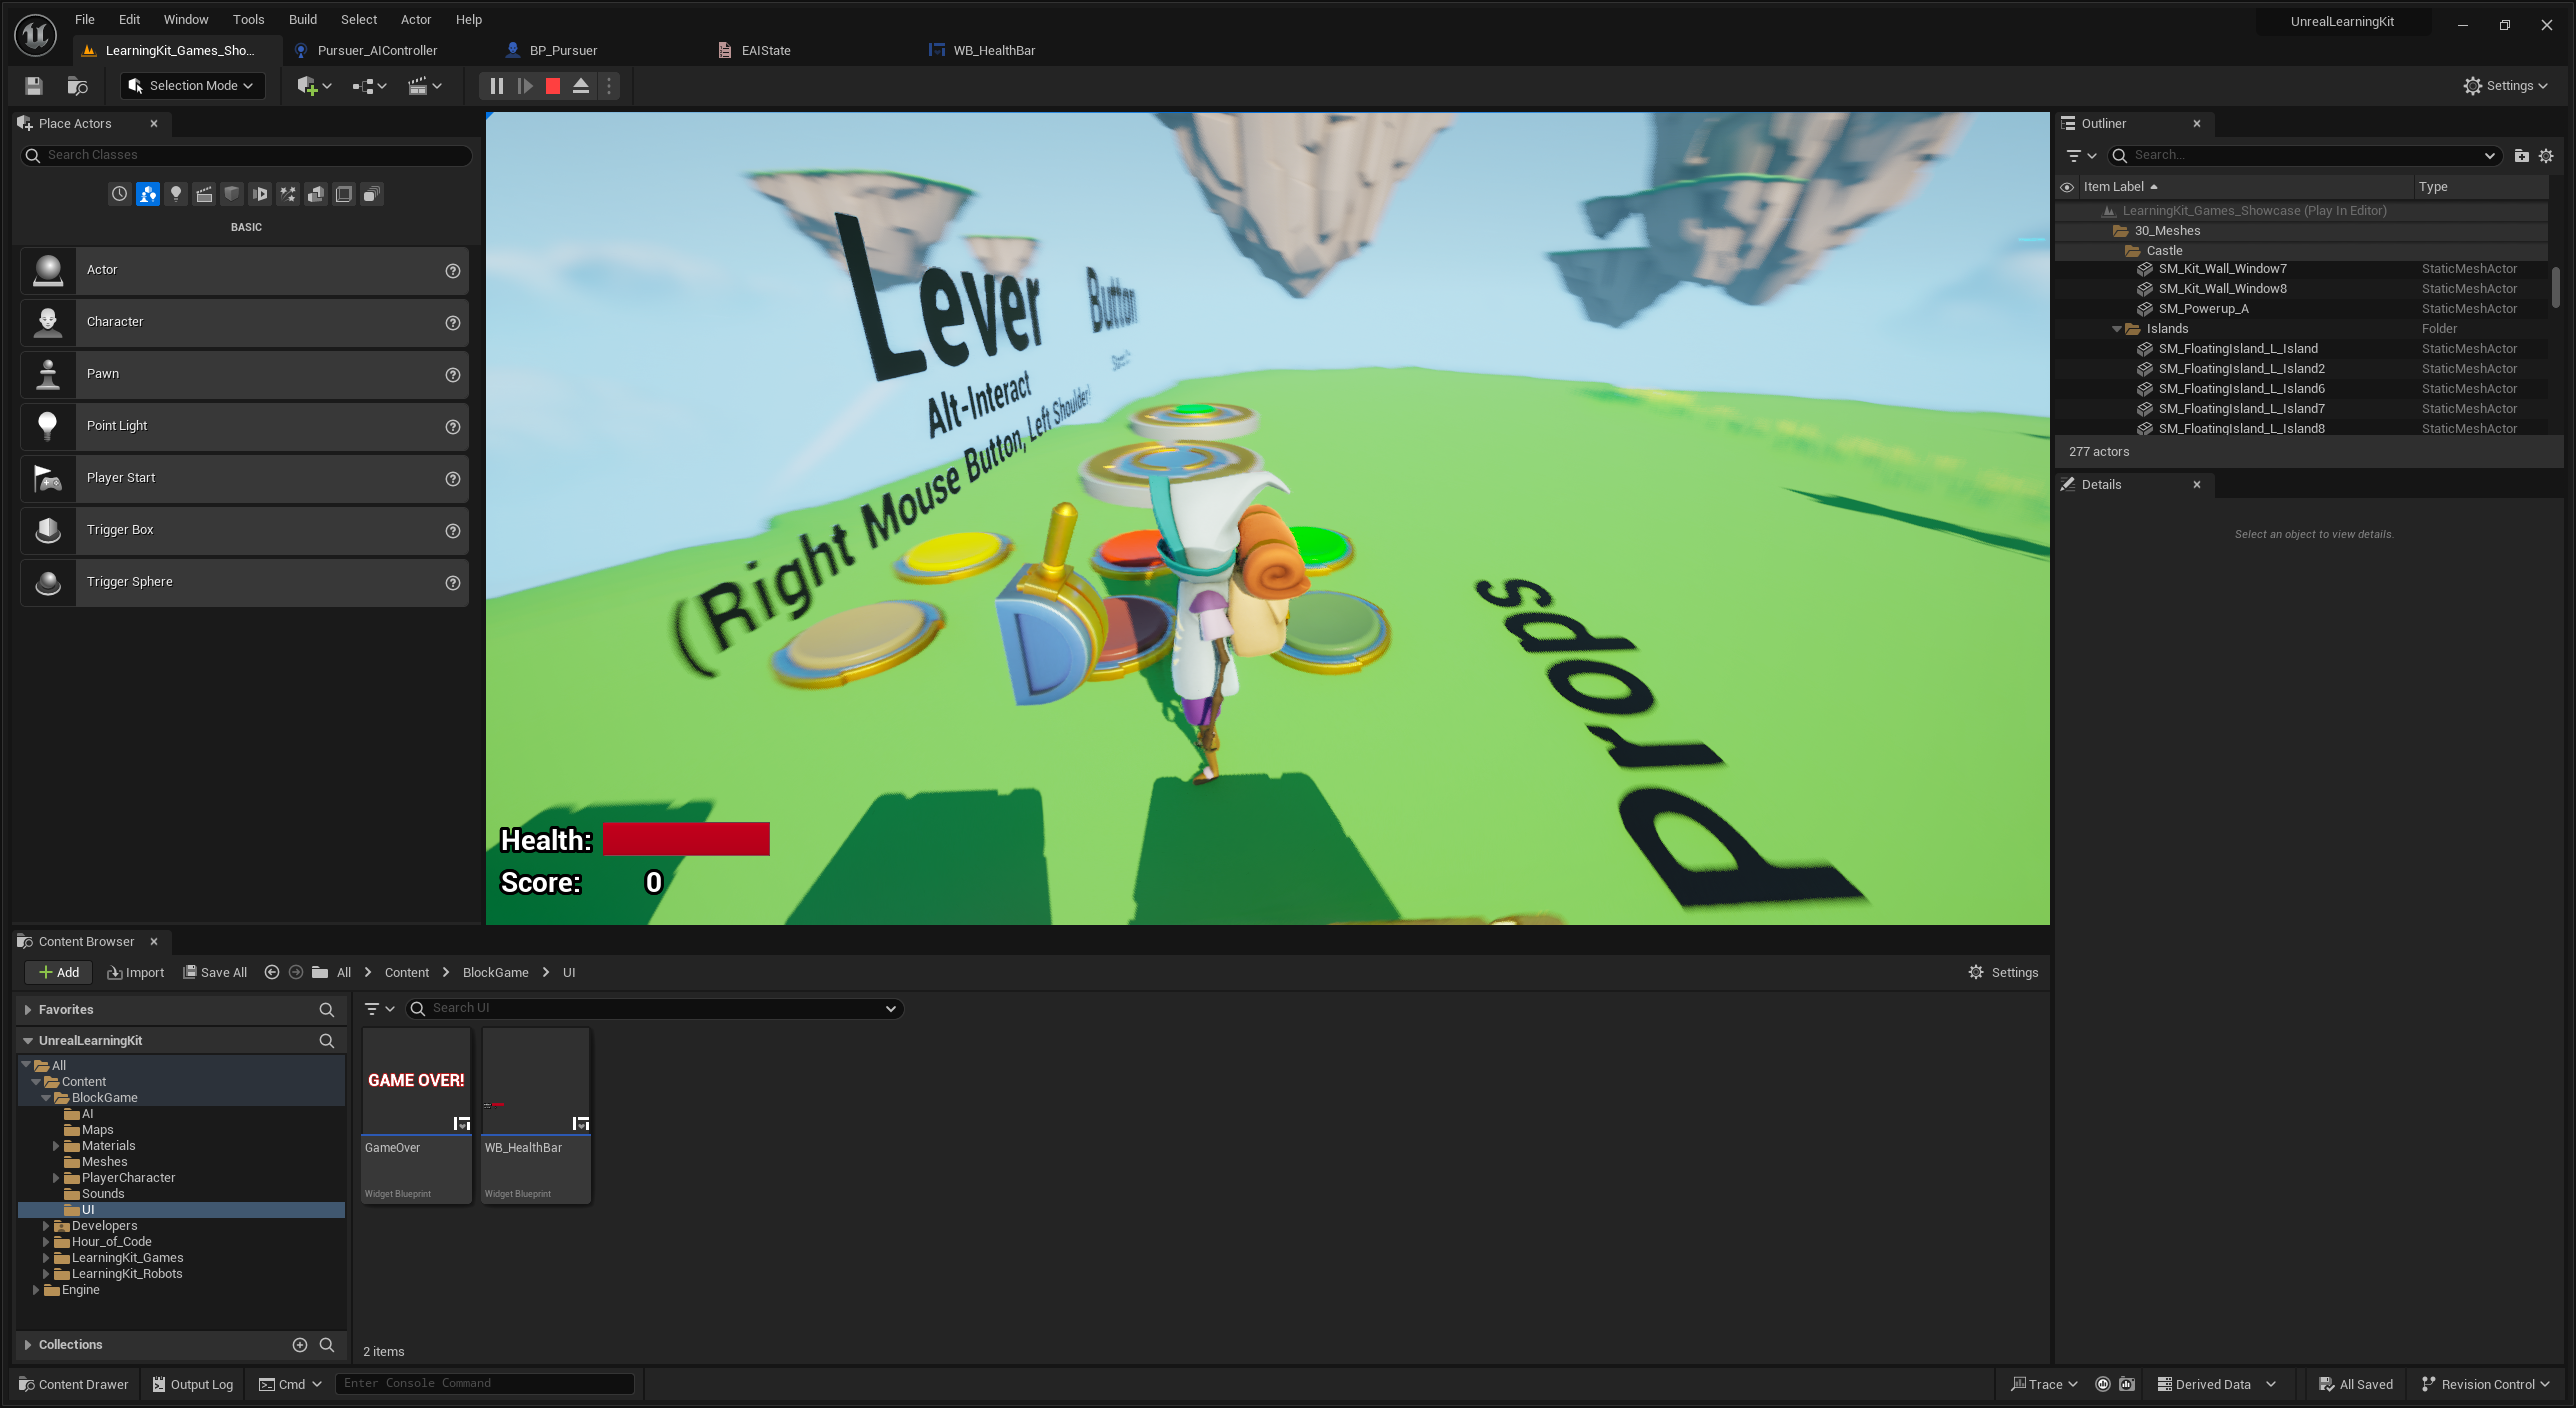 File Edit Window Tools Build Select Actor Help
UnrealLearningKit
LearningKit_Games_Sho...
Pursuer_AIController
BP_Pursuer
EAIState
WB_HealthBar
Selection Mode
Settings
Place Actors
Search Classes
BASIC
Actor
Character
Pawn
Point Light
Player Start
Trigger Box
Trigger Sphere
Lever
Button
Alt-Interact
(Right Mouse Button, Left Shoulder)
Props
Health:
Score: 0
Outliner
Search...
Item Label Type
LearningKit_Games_Showcase (Play In Editor)
30_Meshes
Castle
SM_Kit_Wall_Window7 StaticMeshActor
SM_Kit_Wall_Window8 StaticMeshActor
SM_Powerup_A StaticMeshActor
Islands Folder
SM_FloatingIsland_L_Island StaticMeshActor
SM_FloatingIsland_L_Island2 StaticMeshActor
SM_FloatingIsland_L_Island6 StaticMeshActor
SM_FloatingIsland_L_Island7 StaticMeshActor
SM_FloatingIsland_L_Island8 StaticMeshActor
277 actors
Details
Select an object to view details.
Content Browser
Add Import Save All All Content BlockGame UI Settings
Favorites
UnrealLearningKit
All
Content
BlockGame
AI
Maps
Materials
Meshes
PlayerCharacter
Sounds
UI
Developers
Hour_of_Code
LearningKit_Games
LearningKit_Robots
Engine
Collections
Search UI
GAME OVER!
GameOver
Widget Blueprint
WB_HealthBar
Widget Blueprint
2 items
Content Drawer Output Log Cmd Enter Console Command Trace Derived Data All Saved Revision Control